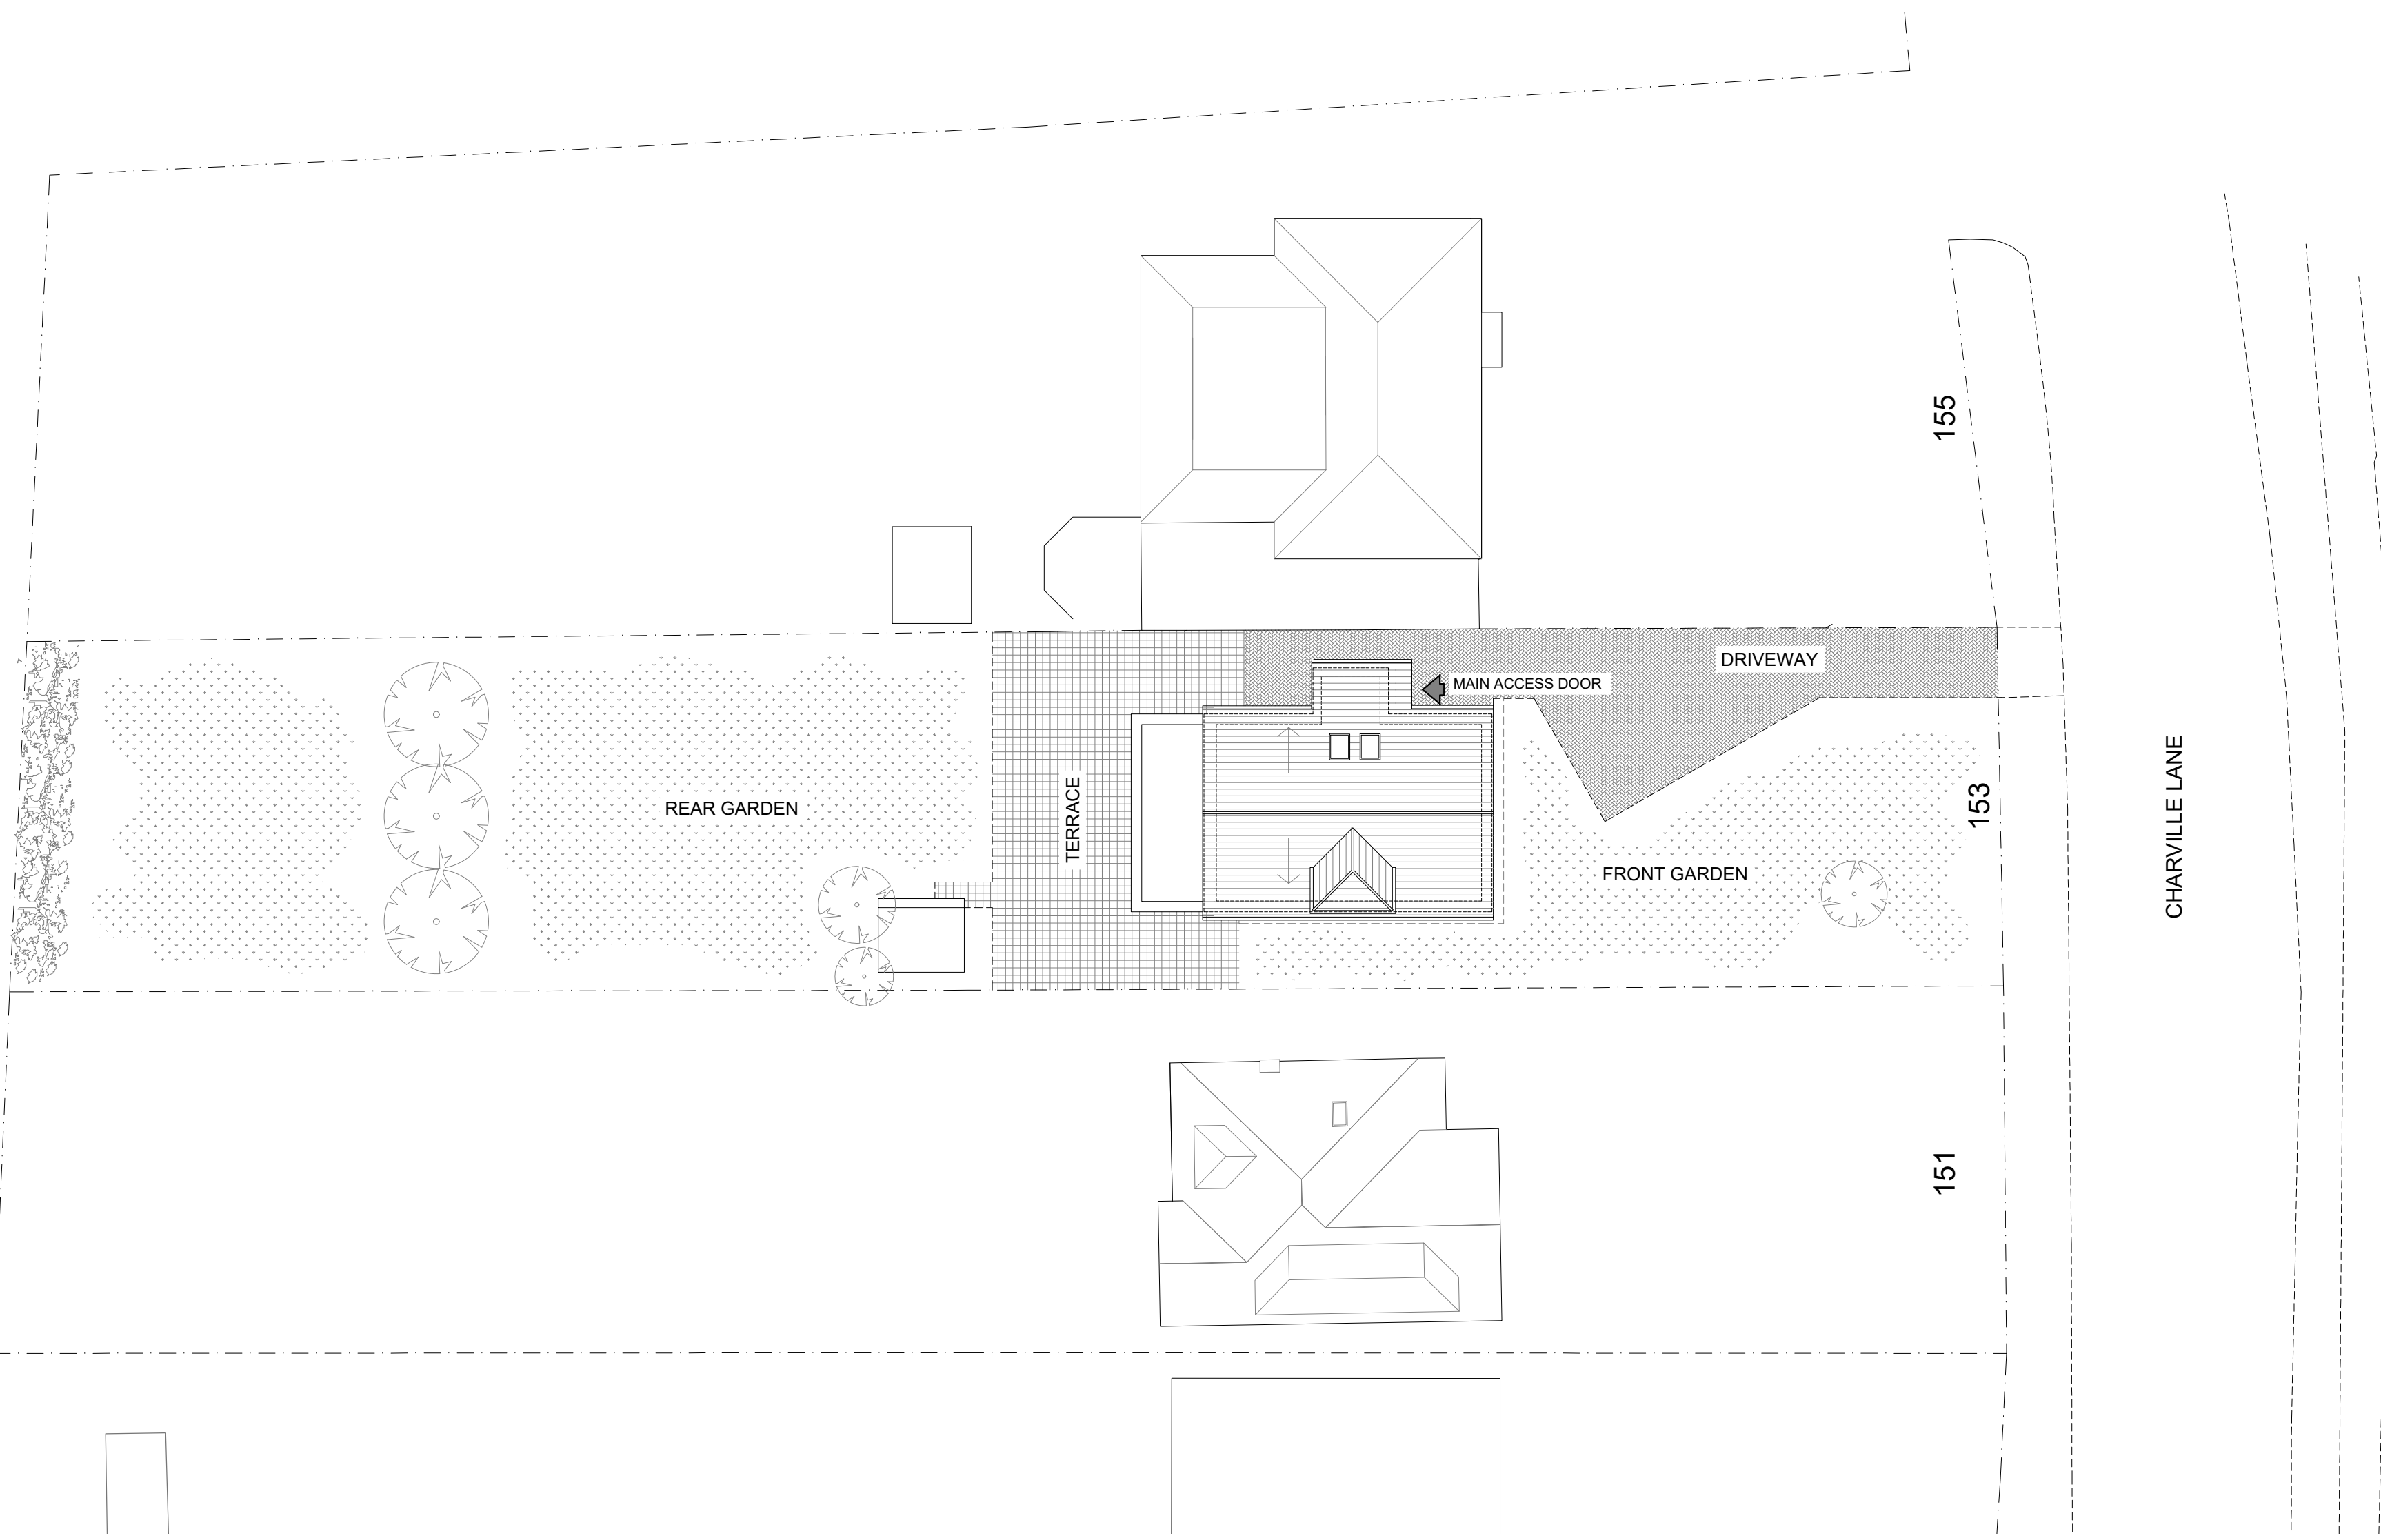 155
DRIVEWAY
MAIN ACCESS DOOR
TERRACE
REAR GARDEN
153
CHARVILLE LANE
FRONT GARDEN
151